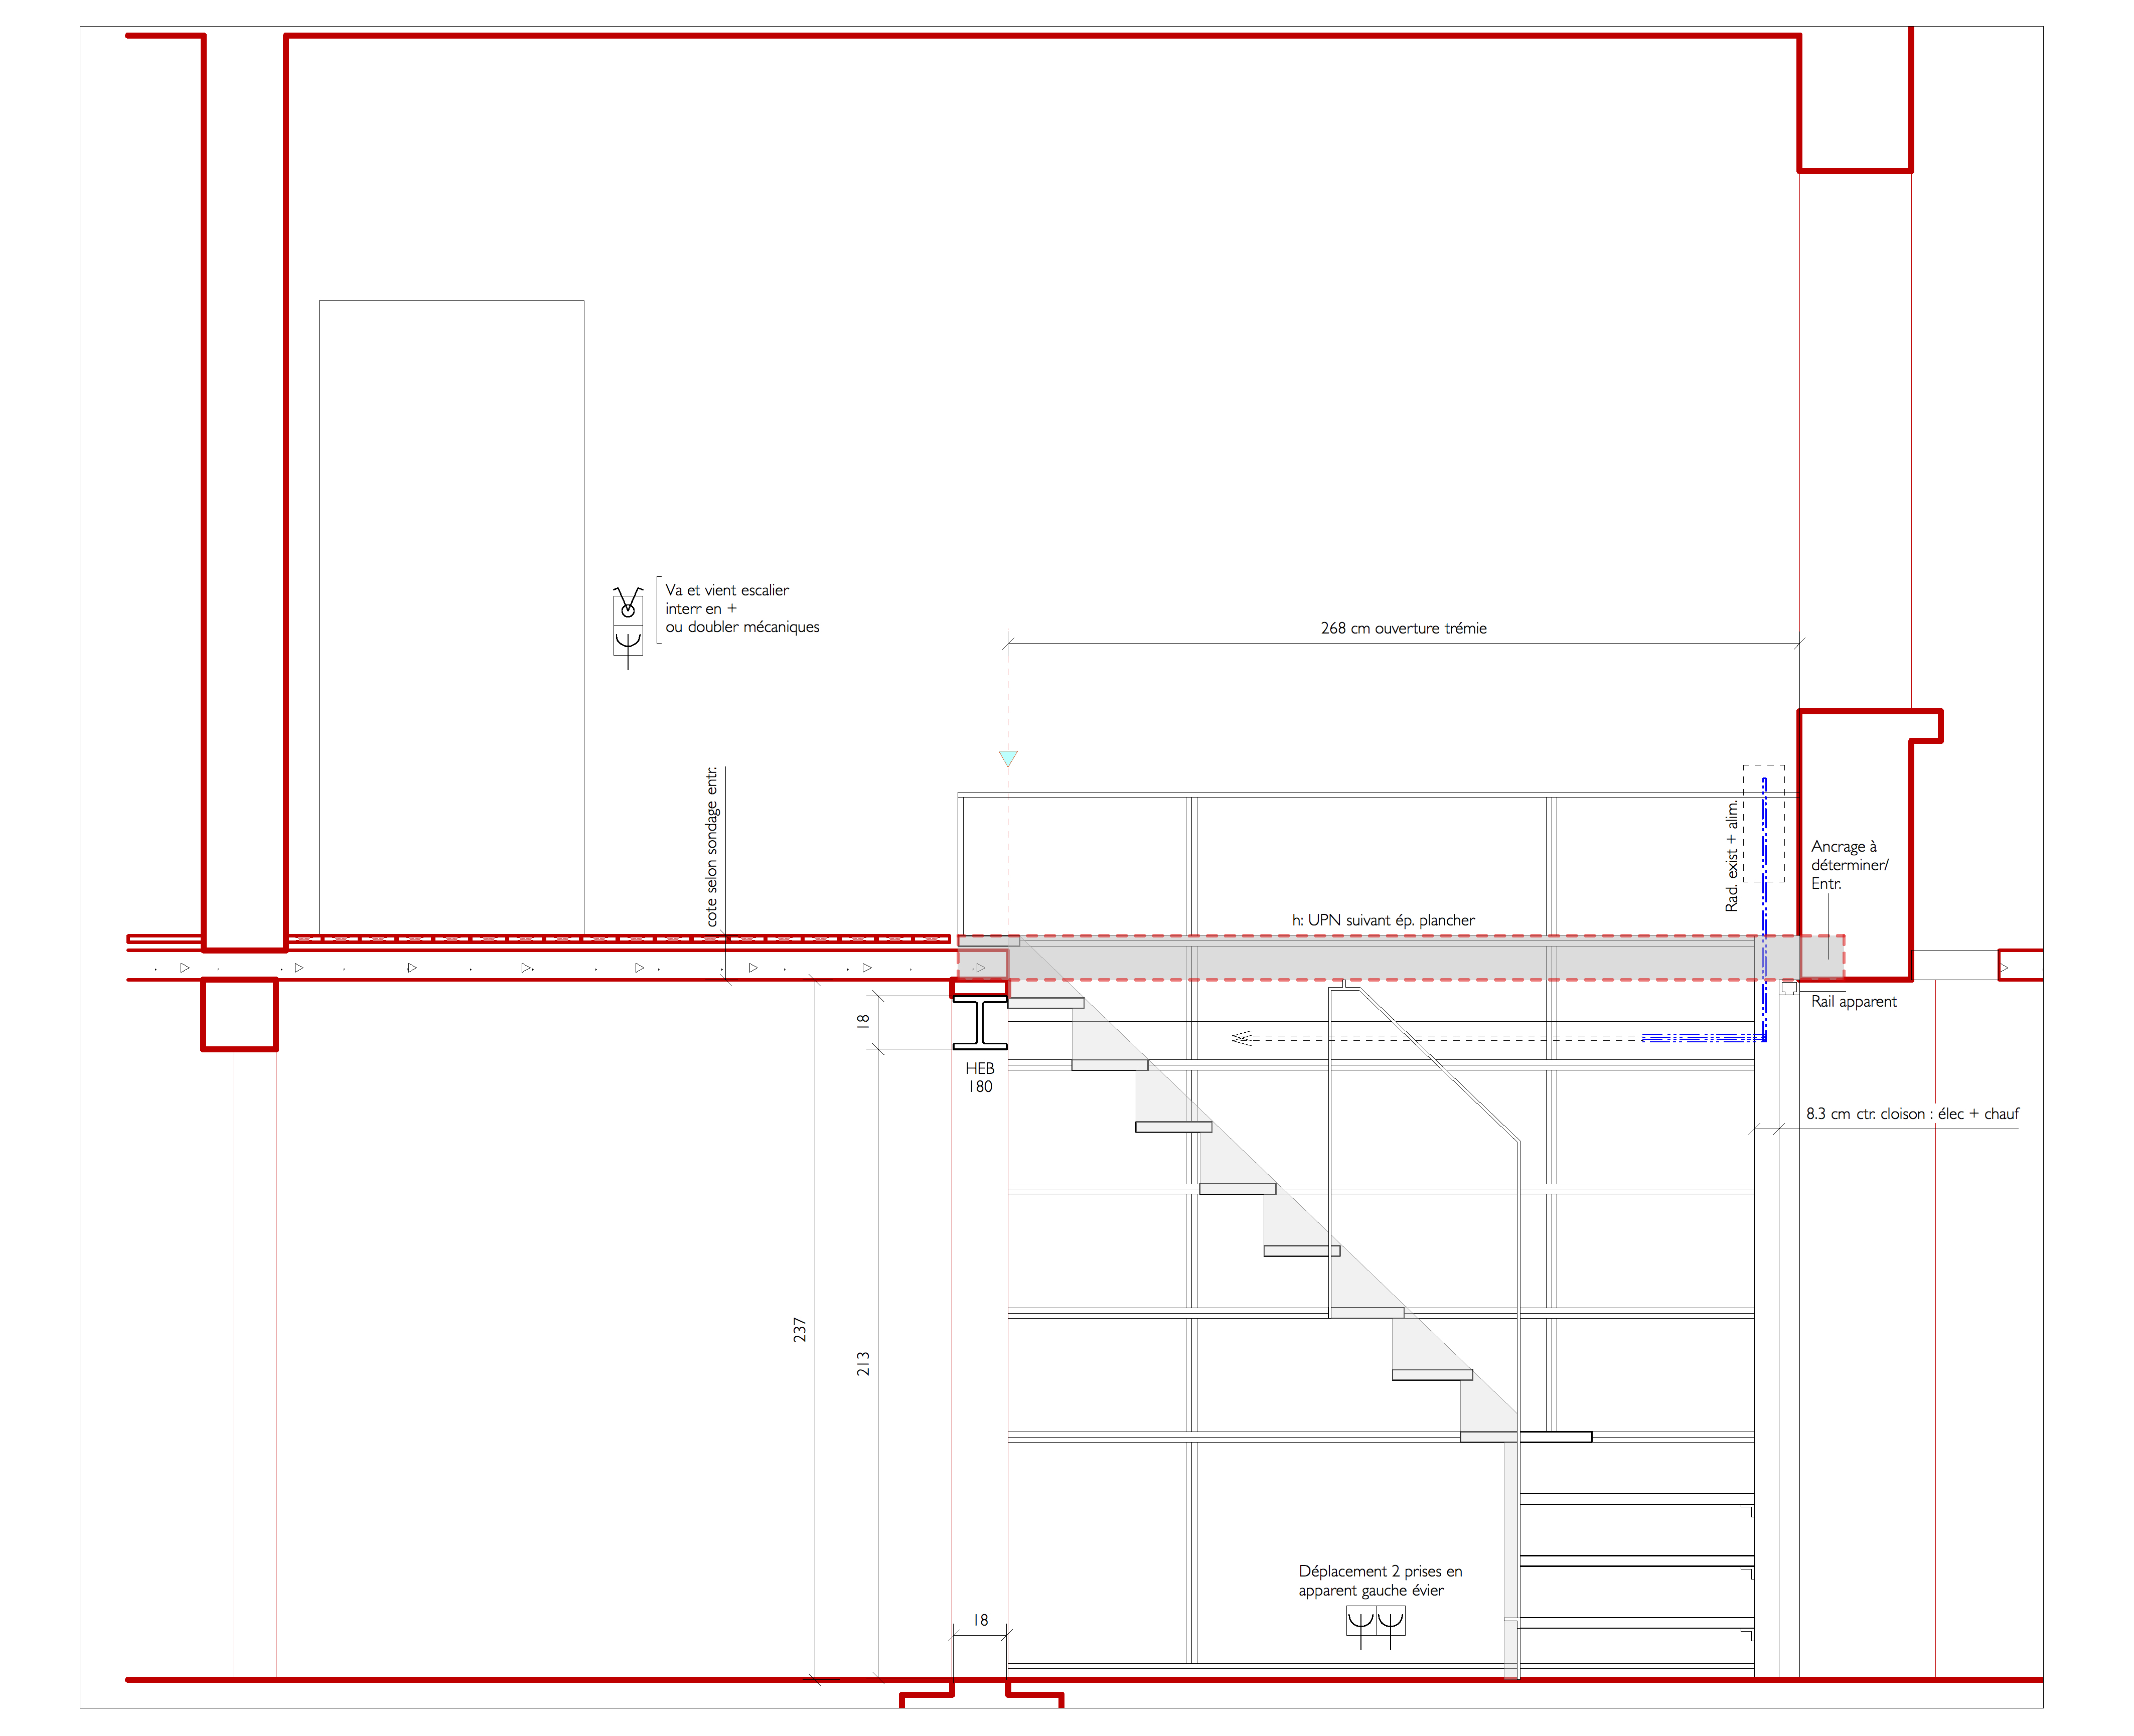 Va et vient escalier
interr en +
ou doubler mécaniques
268 cm ouverture trémie
cote selon sondage entr.
Rad. exist + alim.
Ancrage à
déterminer/
Entr.
h: UPN suivant ép. plancher
Rail apparent
18
HEB
180
8.3 cm ctr. cloison : élec + chauf
237
213
Déplacement 2 prises en
apparent gauche évier
18